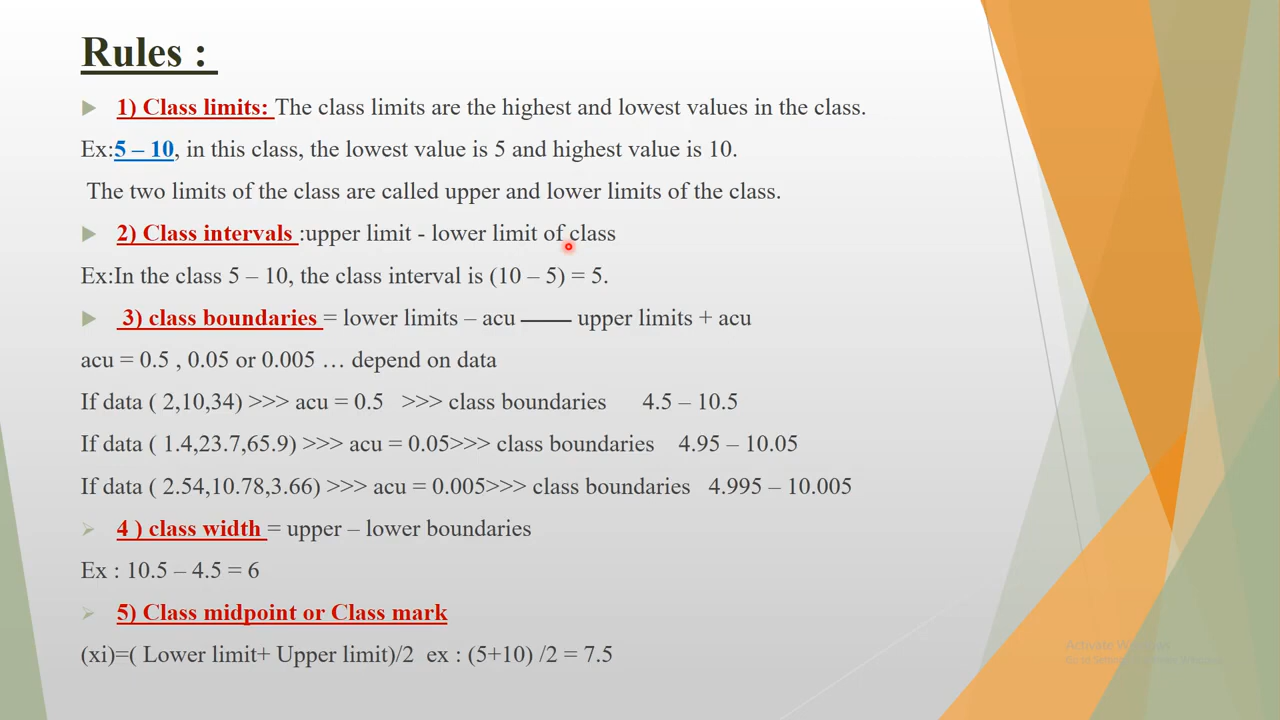 Rules :
1) Class limits: The class limits are the highest and lowest values in the class.
Ex:5 – 10, in this class, the lowest value is 5 and highest value is 10.
The two limits of the class are called upper and lower limits of the class.
2) Class intervals :upper limit - lower limit of class
Ex:In the class 5 – 10, the class interval is (10 – 5) = 5.
3) class boundaries = lower limits – acu —— upper limits + acu
acu = 0.5 , 0.05 or 0.005 … depend on data
If data ( 2,10,34) >>> acu = 0.5 >>> class boundaries 4.5 – 10.5
If data ( 1.4,23.7,65.9) >>> acu = 0.05>>> class boundaries 4.95 – 10.05
If data ( 2.54,10.78,3.66) >>> acu = 0.005>>> class boundaries 4.995 – 10.005
4 ) class width = upper – lower boundaries
Ex : 10.5 – 4.5 = 6
5) Class midpoint or Class mark
(xi)=( Lower limit+ Upper limit)/2 ex : (5+10) /2 = 7.5
Activate Windows